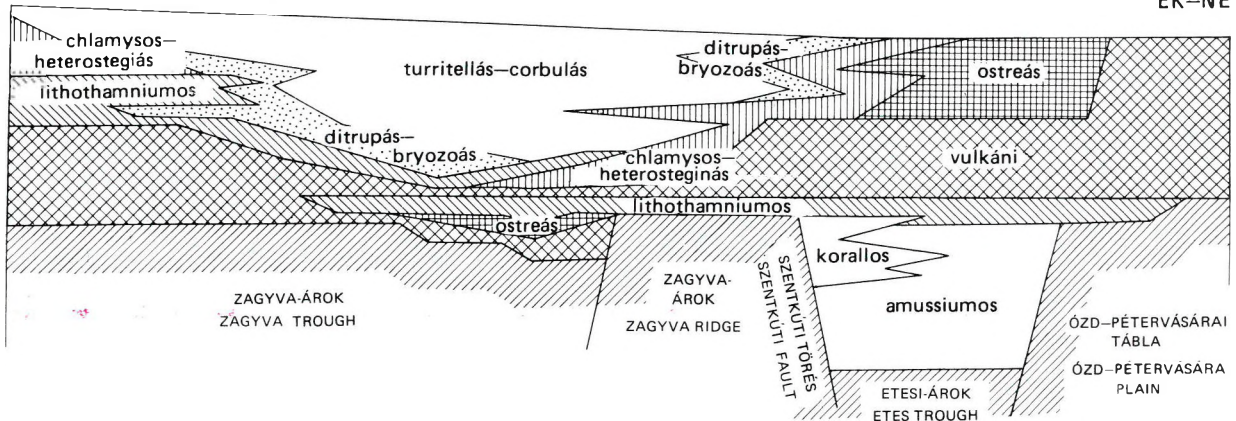 ÉK–NE
chlamysos–
heterostegiás
lithothamniumos
turritellás–corbulás
ditrupás–
bryozoás
ostreás
ditrupás–
bryozoás
chlamysos–
heterosteginás
vulkáni
lithothamniumos
ostreás
korallos
amussiumos
ZAGYVA-ÁROK
ZAGYVA TROUGH
ZAGYVA-
ÁROK
ZAGYVA RIDGE
SZENTKÚTI TÖRÉS
SZENTKÚTI FAULT
ETESI-ÁROK
ETES TROUGH
ÓZD–PÉTERVÁSÁRAI
TÁBLA
ÓZD–PÉTERVÁSÁRA
PLAIN